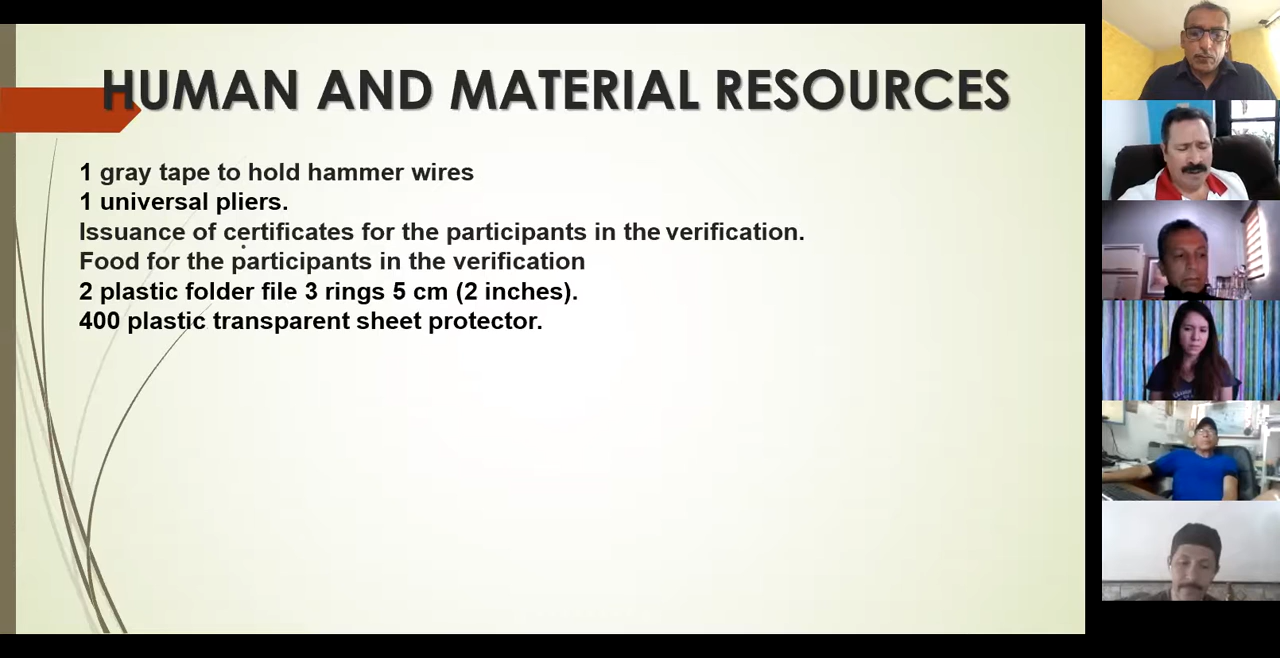 HUMAN AND MATERIAL RESOURCES
1 gray tape to hold hammer wires
1 universal pliers.
Issuance of certificates for the participants in the verification.
Food for the participants in the verification
2 plastic folder file 3 rings 5 cm (2 inches).
400 plastic transparent sheet protector.